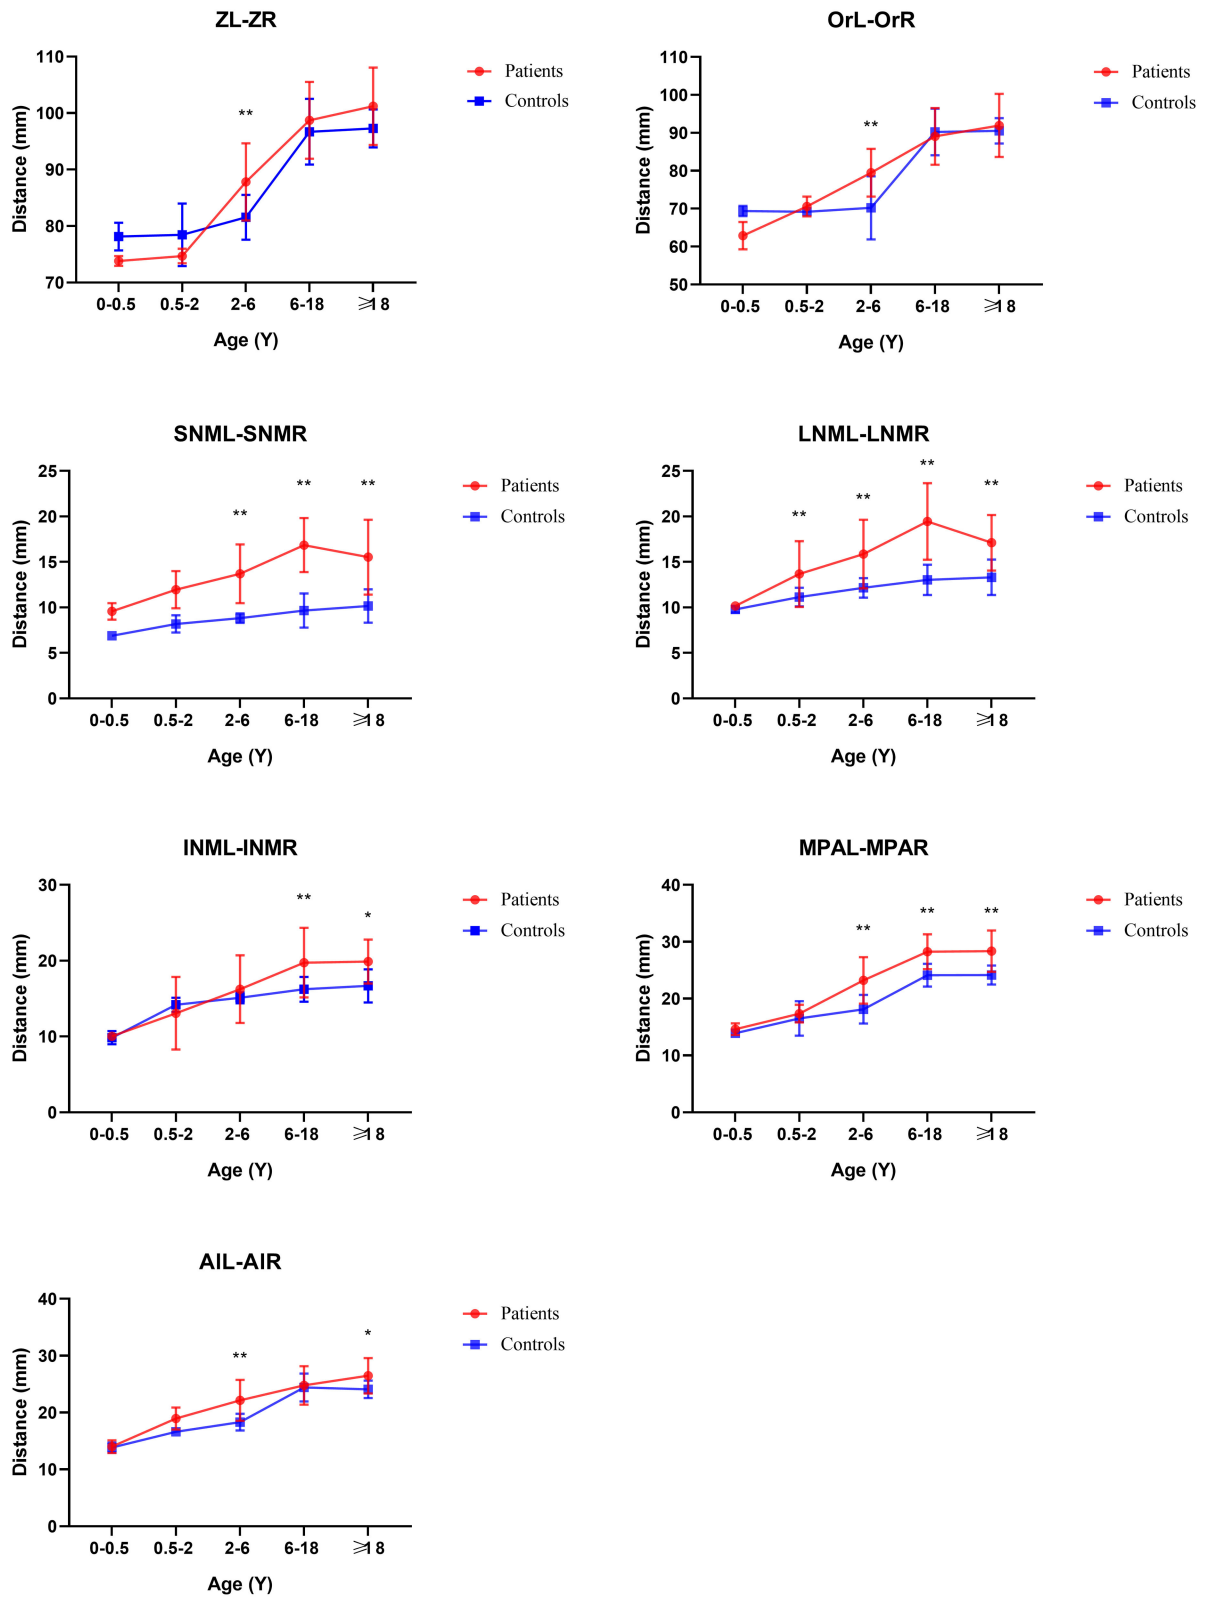 ZL-ZR
110
100
90
80
70
Distance (mm)
**
0-0.5 0.5-2 2-6 6-18 ⩾18
Age (Y)
Patients
Controls
OrL-OrR
110
100
90
80
70
60
50
Distance (mm)
**
0-0.5 0.5-2 2-6 6-18 ⩾18
Age (Y)
Patients
Controls
SNML-SNMR
25
20
15
10
5
0
Distance (mm)
** ** **
0-0.5 0.5-2 2-6 6-18 ⩾18
Age (Y)
Patients
Controls
LNML-LNMR
25
20
15
10
5
0
Distance (mm)
** ** ** **
0-0.5 0.5-2 2-6 6-18 ⩾18
Age (Y)
Patients
Controls
INML-INMR
30
20
10
0
Distance (mm)
** *
0-0.5 0.5-2 2-6 6-18 ⩾18
Age (Y)
Patients
Controls
MPAL-MPAR
40
30
20
10
0
Distance (mm)
** ** **
0-0.5 0.5-2 2-6 6-18 ⩾18
Age (Y)
Patients
Controls
AIL-AIR
40
30
20
10
0
Distance (mm)
** *
0-0.5 0.5-2 2-6 6-18 ⩾18
Age (Y)
Patients
Controls